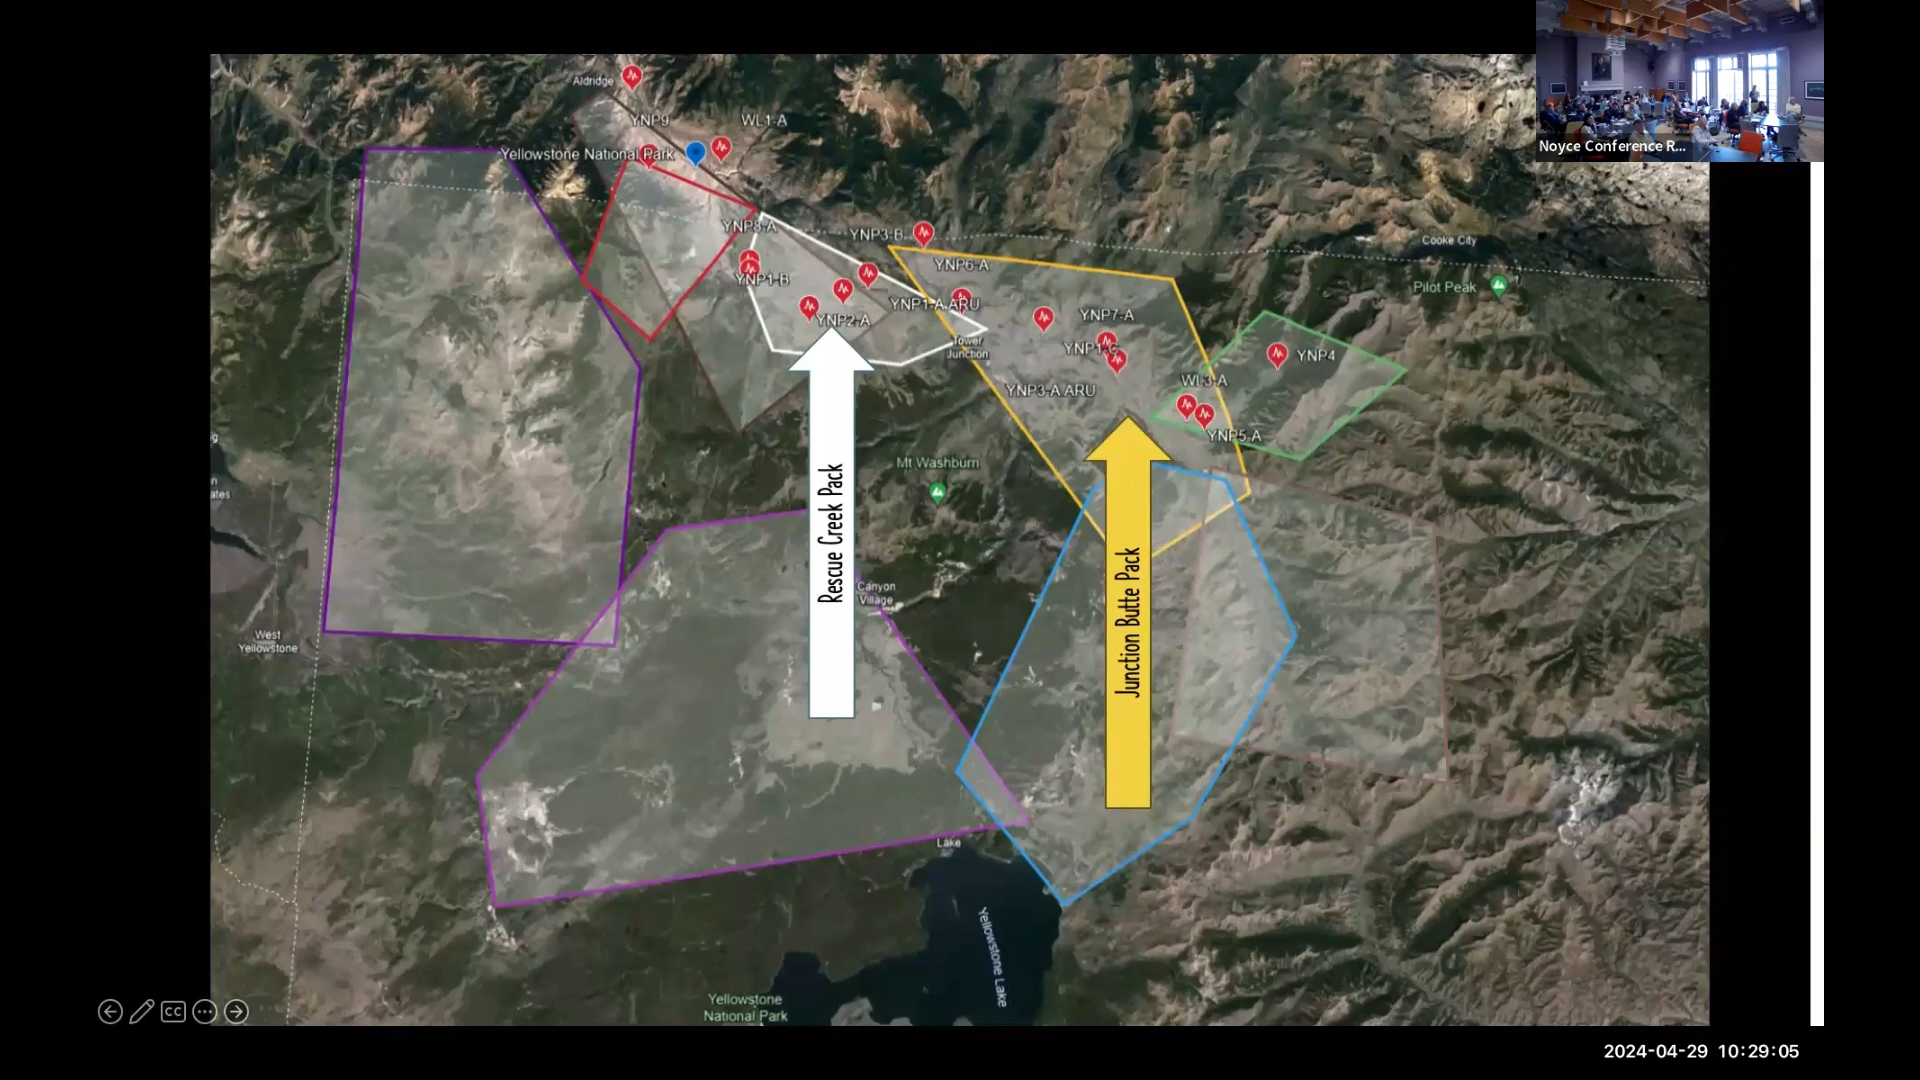 Noyce Conference R...
Aldridge
YNP9
WL1-A
Yellowstone National Park
YNP8-A
YNP3-B
Cooke City
YNP6-A
YNP1-B
Pilot Peak
YNP1-A ARU
YNP2-A
YNP7-A
Tower
Junction
YNP1-C
YNP4
WL3-A
YNP3-A ARU
YNP5-A
Mt Washburn
Rescue Creek Pack
Junction Butte Pack
Canyon
Village
West
Yellowstone
Lake
Yellowstone Lake
Yellowstone
National Park
CC
2024-04-29 10:29:05